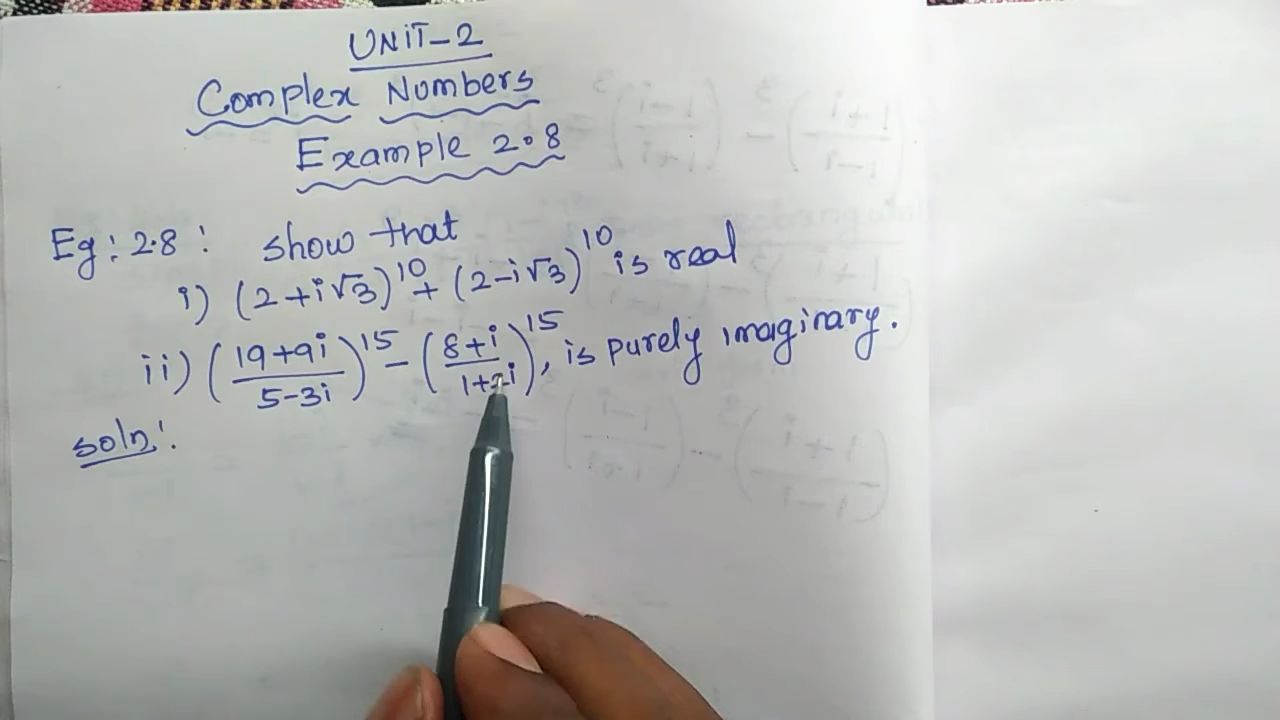 UNIT-2
Complex Numbers
Example 2.8
Eg: 2.8: show that
i) (2+i√3)^10 + (2-i√3)^10 is real
ii) ((19+9i)/(5-3i))^15 - ((8+i)/(1+2i))^15, is purely imaginary.
soln: